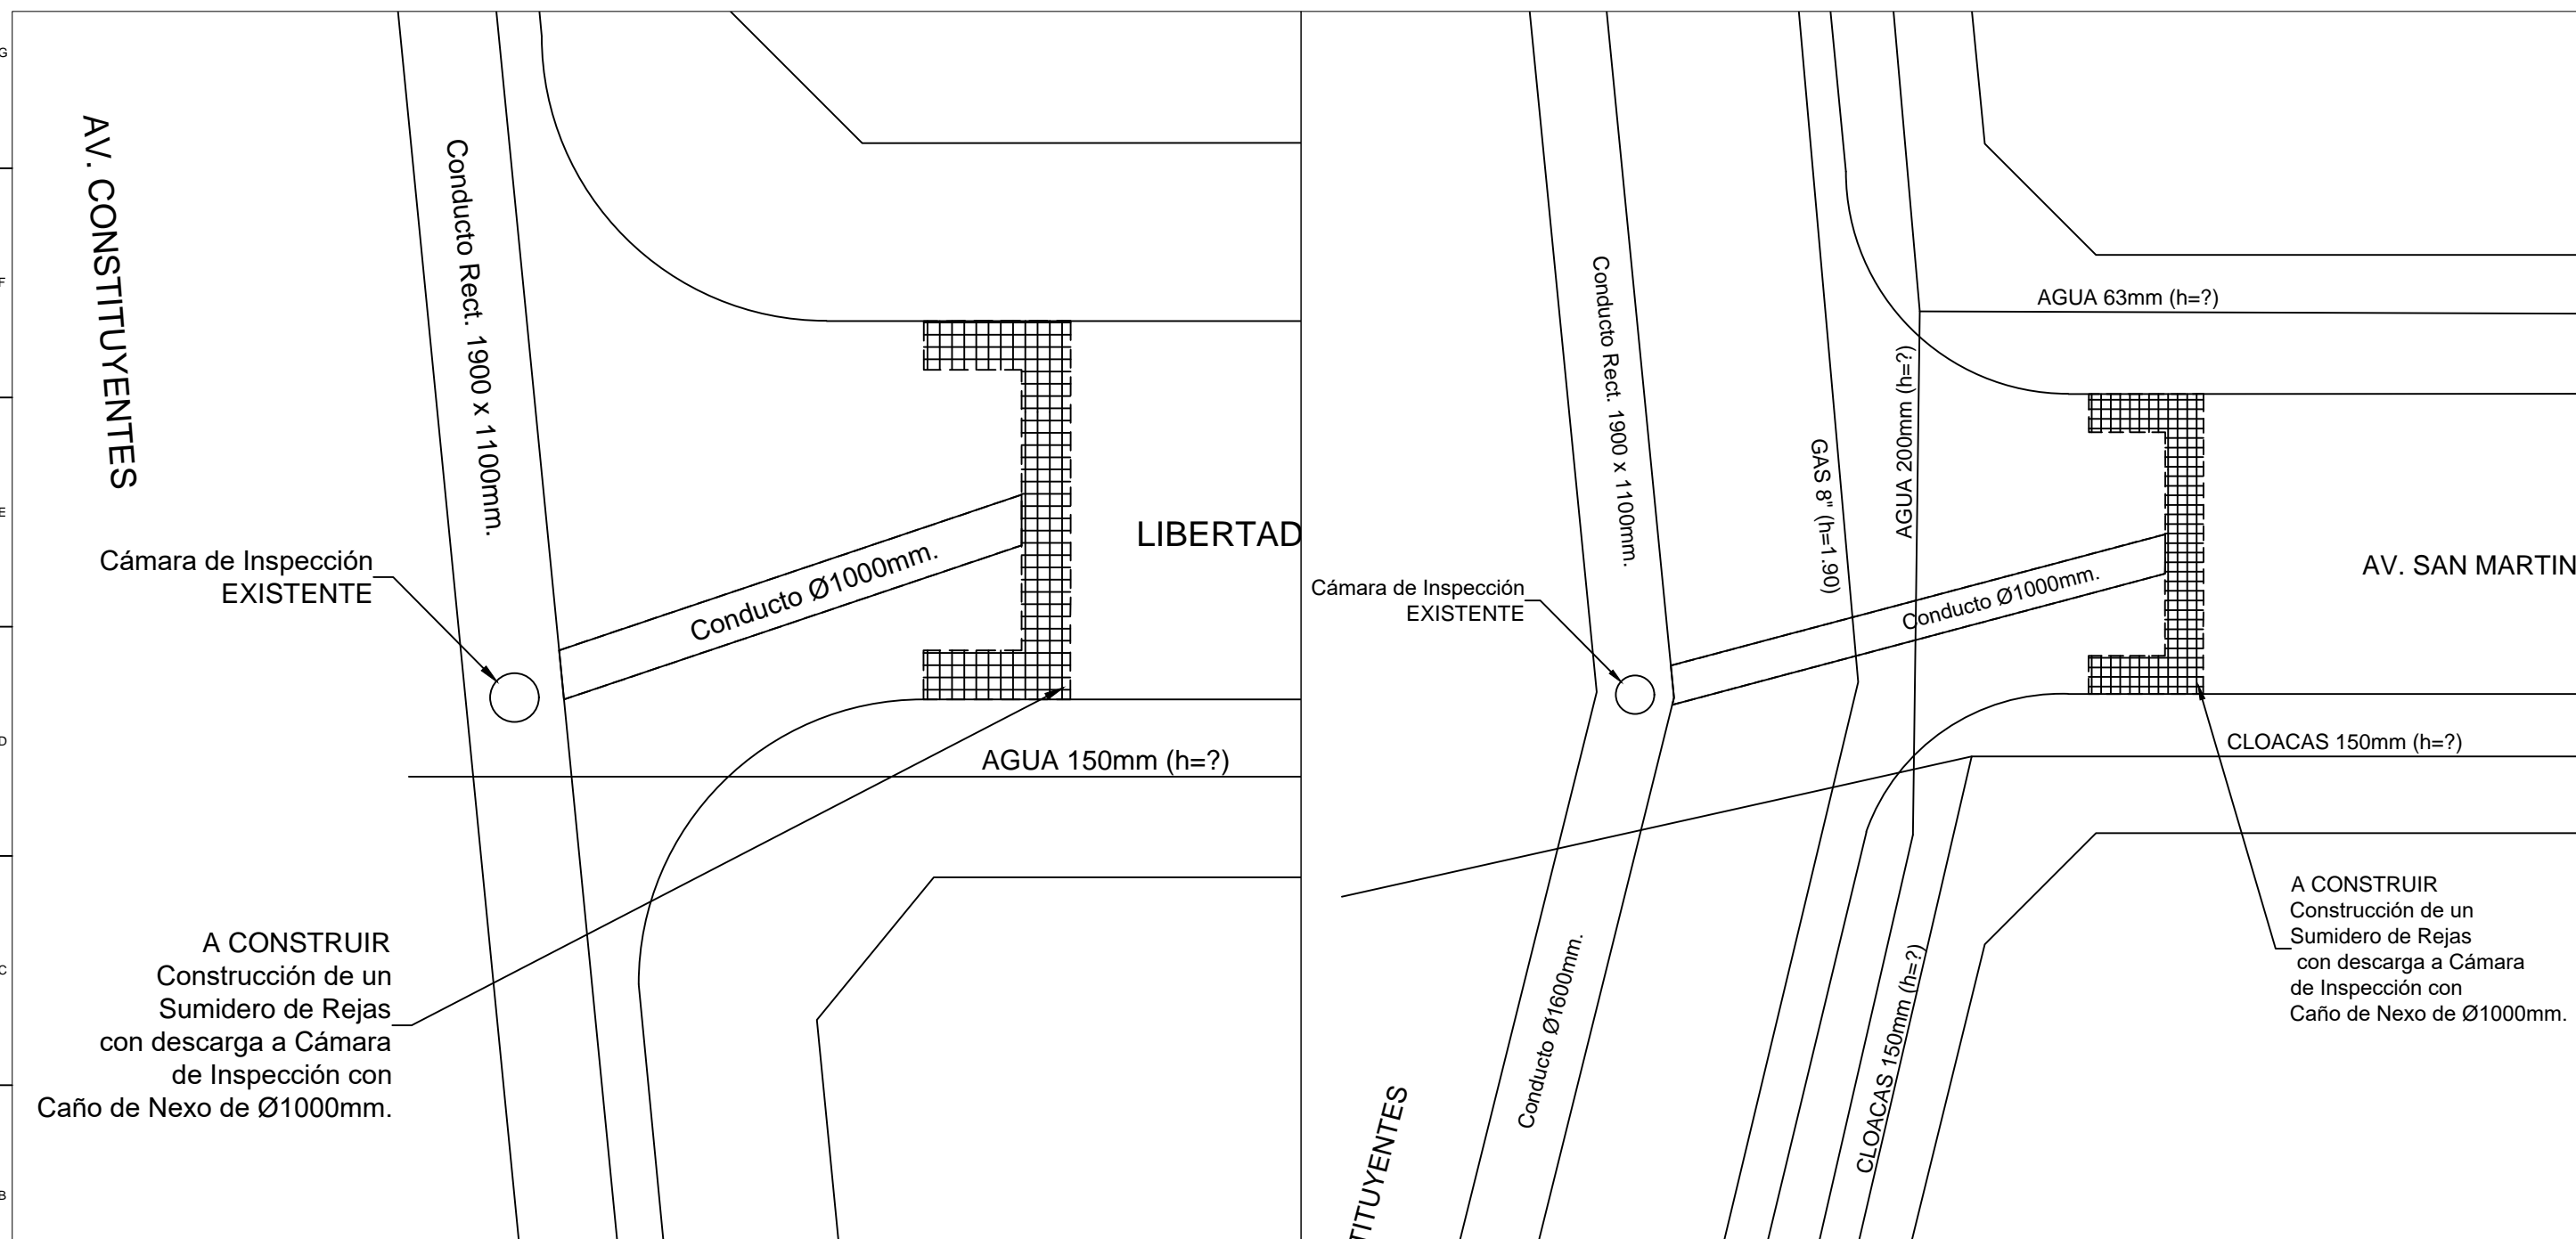 G
F
E
D
C
B
AV. CONSTITUYENTES
Conducto Rect. 1900 x 1100mm.
Cámara de Inspección
EXISTENTE
Conducto Ø1000mm.
LIBERTAD
AGUA 150mm (h=?)
A CONSTRUIR
Construcción de un
Sumidero de Rejas
con descarga a Cámara
de Inspección con
Caño de Nexo de Ø1000mm.
Conducto Rect. 1900 x 1100mm.
GAS 8" (h=1.90)
AGUA 200mm (h=?)
AGUA 63mm (h=?)
Cámara de Inspección
EXISTENTE
Conducto Ø1000mm.
AV. SAN MARTIN
CLOACAS 150mm (h=?)
A CONSTRUIR
Construcción de un
Sumidero de Rejas
con descarga a Cámara
de Inspección con
Caño de Nexo de Ø1000mm.
Conducto Ø1600mm.
CLOACAS 150mm (h=?)
TITUYENTES